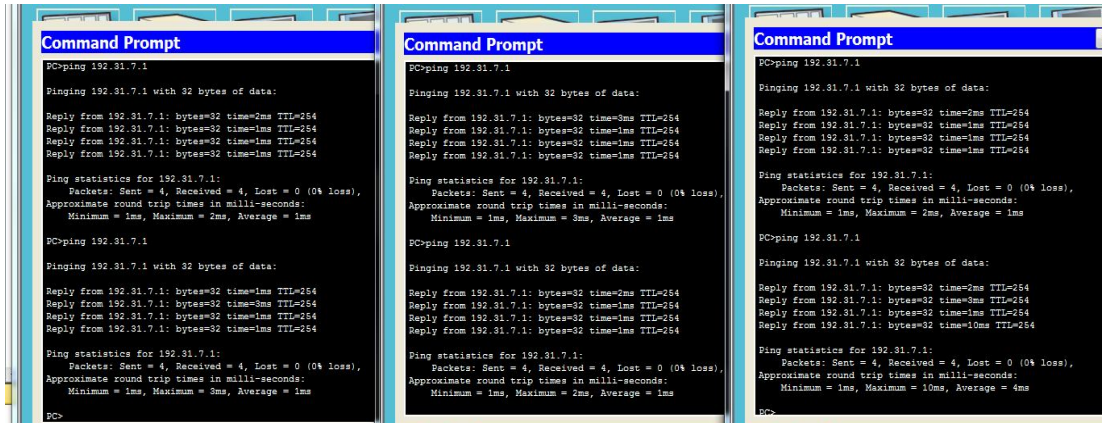 Command Prompt
PC>ping 192.31.7.1
Pinging 192.31.7.1 with 32 bytes of data:
Reply from 192.31.7.1: bytes=32 time=2ms TTL=254
Reply from 192.31.7.1: bytes=32 time=1ms TTL=254
Reply from 192.31.7.1: bytes=32 time=1ms TTL=254
Reply from 192.31.7.1: bytes=32 time=1ms TTL=254
Ping statistics for 192.31.7.1:
Packets: Sent = 4, Received = 4, Lost = 0 (0% loss),
Approximate round trip times in milli-seconds:
Minimum = 1ms, Maximum = 2ms, Average = 1ms
PC>ping 192.31.7.1
Pinging 192.31.7.1 with 32 bytes of data:
Reply from 192.31.7.1: bytes=32 time=1ms TTL=254
Reply from 192.31.7.1: bytes=32 time=3ms TTL=254
Reply from 192.31.7.1: bytes=32 time=1ms TTL=254
Reply from 192.31.7.1: bytes=32 time=1ms TTL=254
Ping statistics for 192.31.7.1:
Packets: Sent = 4, Received = 4, Lost = 0 (0% loss),
Approximate round trip times in milli-seconds:
Minimum = 1ms, Maximum = 3ms, Average = 1ms
PC>
Command Prompt
PC>ping 192.31.7.1
Pinging 192.31.7.1 with 32 bytes of data:
Reply from 192.31.7.1: bytes=32 time=3ms TTL=254
Reply from 192.31.7.1: bytes=32 time=1ms TTL=254
Reply from 192.31.7.1: bytes=32 time=1ms TTL=254
Reply from 192.31.7.1: bytes=32 time=1ms TTL=254
Ping statistics for 192.31.7.1:
Packets: Sent = 4, Received = 4, Lost = 0 (0% loss),
Approximate round trip times in milli-seconds:
Minimum = 1ms, Maximum = 3ms, Average = 1ms
PC>ping 192.31.7.1
Pinging 192.31.7.1 with 32 bytes of data:
Reply from 192.31.7.1: bytes=32 time=2ms TTL=254
Reply from 192.31.7.1: bytes=32 time=1ms TTL=254
Reply from 192.31.7.1: bytes=32 time=1ms TTL=254
Reply from 192.31.7.1: bytes=32 time=1ms TTL=254
Ping statistics for 192.31.7.1:
Packets: Sent = 4, Received = 4, Lost = 0 (0% loss),
Approximate round trip times in milli-seconds:
Minimum = 1ms, Maximum = 2ms, Average = 1ms
Command Prompt
PC>ping 192.31.7.1
Pinging 192.31.7.1 with 32 bytes of data:
Reply from 192.31.7.1: bytes=32 time=2ms TTL=254
Reply from 192.31.7.1: bytes=32 time=1ms TTL=254
Reply from 192.31.7.1: bytes=32 time=1ms TTL=254
Reply from 192.31.7.1: bytes=32 time=1ms TTL=254
Ping statistics for 192.31.7.1:
Packets: Sent = 4, Received = 4, Lost = 0 (0% loss),
Approximate round trip times in milli-seconds:
Minimum = 1ms, Maximum = 2ms, Average = 1ms
PC>ping 192.31.7.1
Pinging 192.31.7.1 with 32 bytes of data:
Reply from 192.31.7.1: bytes=32 time=2ms TTL=254
Reply from 192.31.7.1: bytes=32 time=3ms TTL=254
Reply from 192.31.7.1: bytes=32 time=1ms TTL=254
Reply from 192.31.7.1: bytes=32 time=10ms TTL=254
Ping statistics for 192.31.7.1:
Packets: Sent = 4, Received = 4, Lost = 0 (0% loss),
Approximate round trip times in milli-seconds:
Minimum = 1ms, Maximum = 10ms, Average = 4ms
PC>